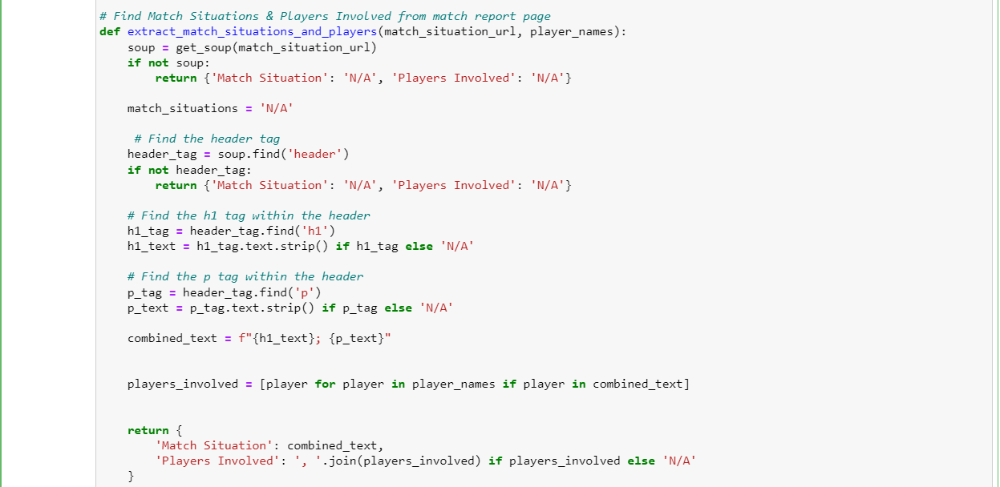 # Find Match Situations & Players Involved from match report page
def extract_match_situations_and_players(match_situation_url, player_names):
    soup = get_soup(match_situation_url)
    if not soup:
        return {'Match Situation': 'N/A', 'Players Involved': 'N/A'}

    match_situations = 'N/A'

     # Find the header tag
    header_tag = soup.find('header')
    if not header_tag:
        return {'Match Situation': 'N/A', 'Players Involved': 'N/A'}

    # Find the h1 tag within the header
    h1_tag = header_tag.find('h1')
    h1_text = h1_tag.text.strip() if h1_tag else 'N/A'

    # Find the p tag within the header
    p_tag = header_tag.find('p')
    p_text = p_tag.text.strip() if p_tag else 'N/A'

    combined_text = f"{h1_text}; {p_text}"


    players_involved = [player for player in player_names if player in combined_text]


    return {
        'Match Situation': combined_text,
        'Players Involved': ', '.join(players_involved) if players_involved else 'N/A'
    }